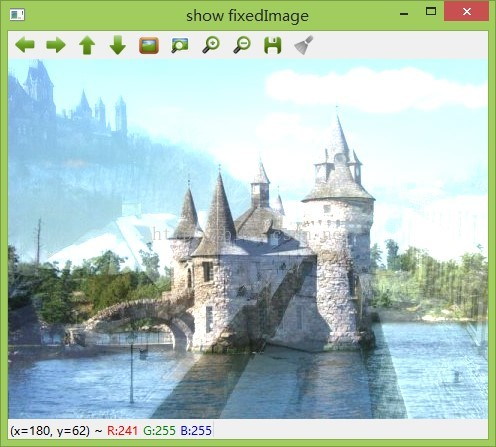 show fixedImage
(x=180, y=62) ~ R:241 G:255 B:255